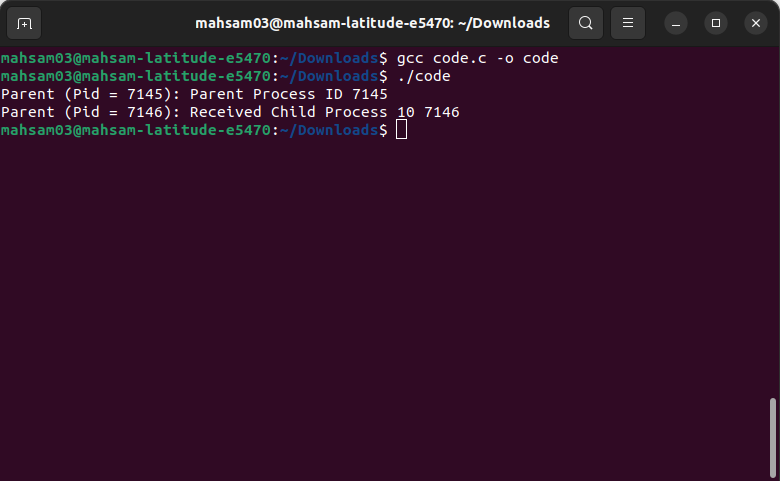 mahsam03@mahsam-latitude-e5470: ~/Downloads
mahsam03@mahsam-latitude-e5470:~/Downloads$ gcc code.c -o code
mahsam03@mahsam-latitude-e5470:~/Downloads$ ./code
Parent (Pid = 7145): Parent Process ID 7145
Parent (Pid = 7146): Received Child Process 10 7146
mahsam03@mahsam-latitude-e5470:~/Downloads$